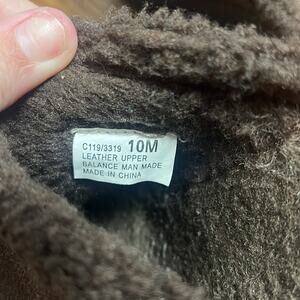 C119/3319 10M
LEATHER UPPER
BALANCE MAN MADE
MADE IN CHINA